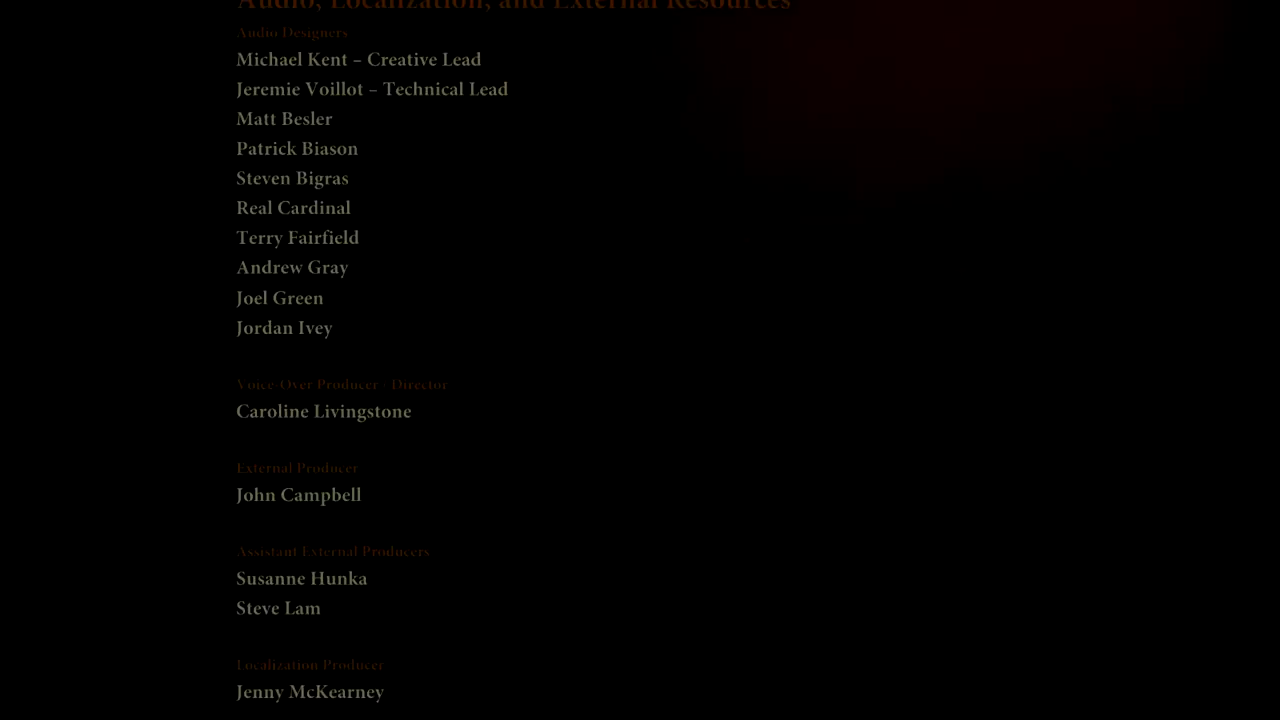 Audio, Localization, and External Resources
Audio Designers
Michael Kent – Creative Lead
Jeremie Voillot – Technical Lead
Matt Besler
Patrick Biason
Steven Bigras
Real Cardinal
Terry Fairfield
Andrew Gray
Joel Green
Jordan Ivey
Voice-Over Producer · Director
Caroline Livingstone
External Producer
John Campbell
Assistant External Producers
Susanne Hunka
Steve Lam
Localization Producer
Jenny McKearney